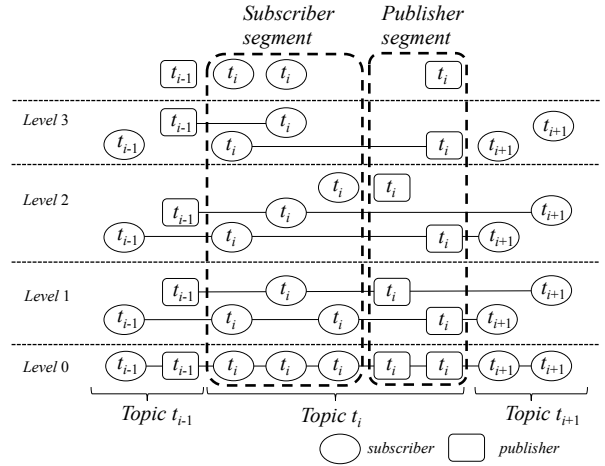 Subscriber segment
Publisher segment
t_{i-1} t_i t_i t_i
Level 3
t_{i-1} t_i t_{i+1}
t_{i-1} t_i t_i t_{i+1}
t_i t_i
Level 2
t_{i-1} t_i t_{i+1}
t_{i-1} t_i t_i t_{i+1}
Level 1
t_{i-1} t_i t_i t_{i+1}
t_{i-1} t_i t_i t_i t_{i+1}
Level 0
t_{i-1} t_{i-1} t_i t_i t_i t_i t_i t_{i+1} t_{i+1}
Topic t_{i-1} Topic t_i Topic t_{i+1}
subscriber publisher